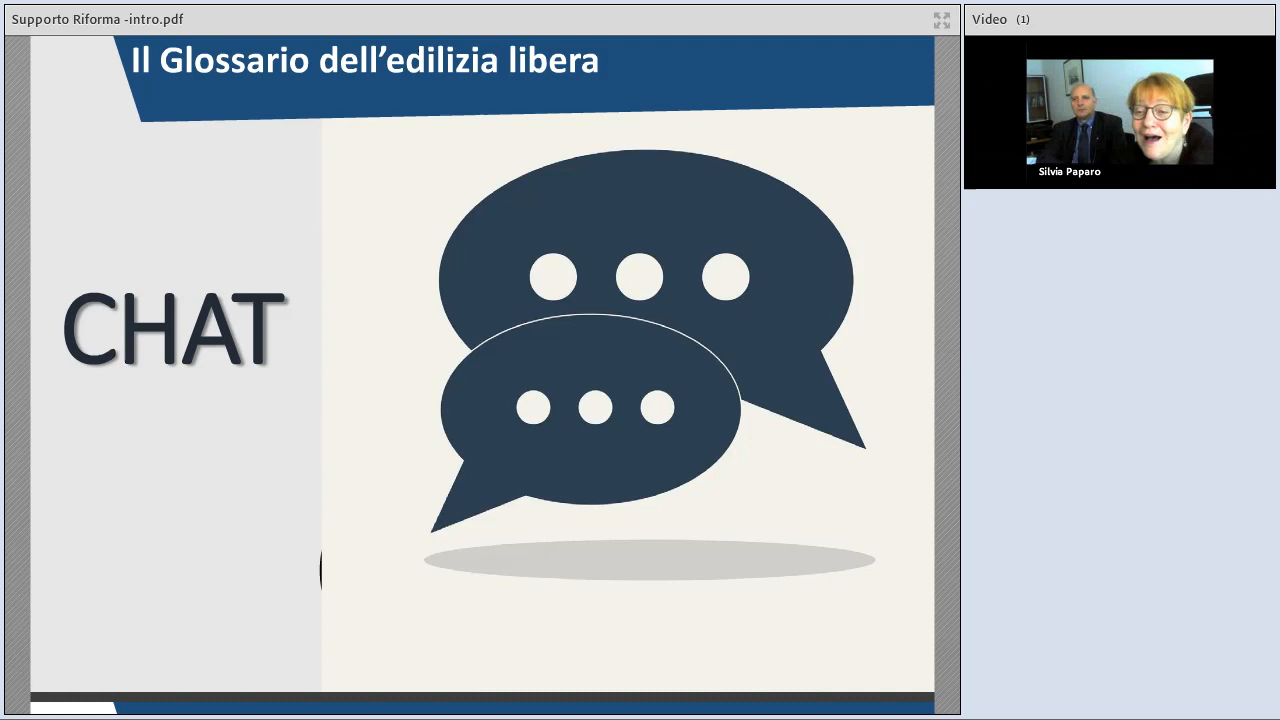 Supporto Riforma -intro.pdf
Video (1)
Il Glossario dell’edilizia libera
Silvia Paparo
CHAT